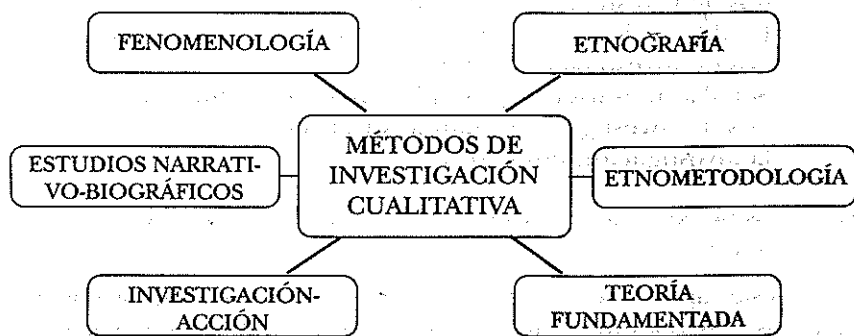 FENOMENOLOGÍA
ETNOGRAFÍA
MÉTODOS DE
INVESTIGACIÓN
CUALITATIVA
ESTUDIOS NARRATI-
VO-BIOGRÁFICOS
ETNOMETODOLOGÍA
INVESTIGACIÓN-
ACCIÓN
TEORÍA
FUNDAMENTADA